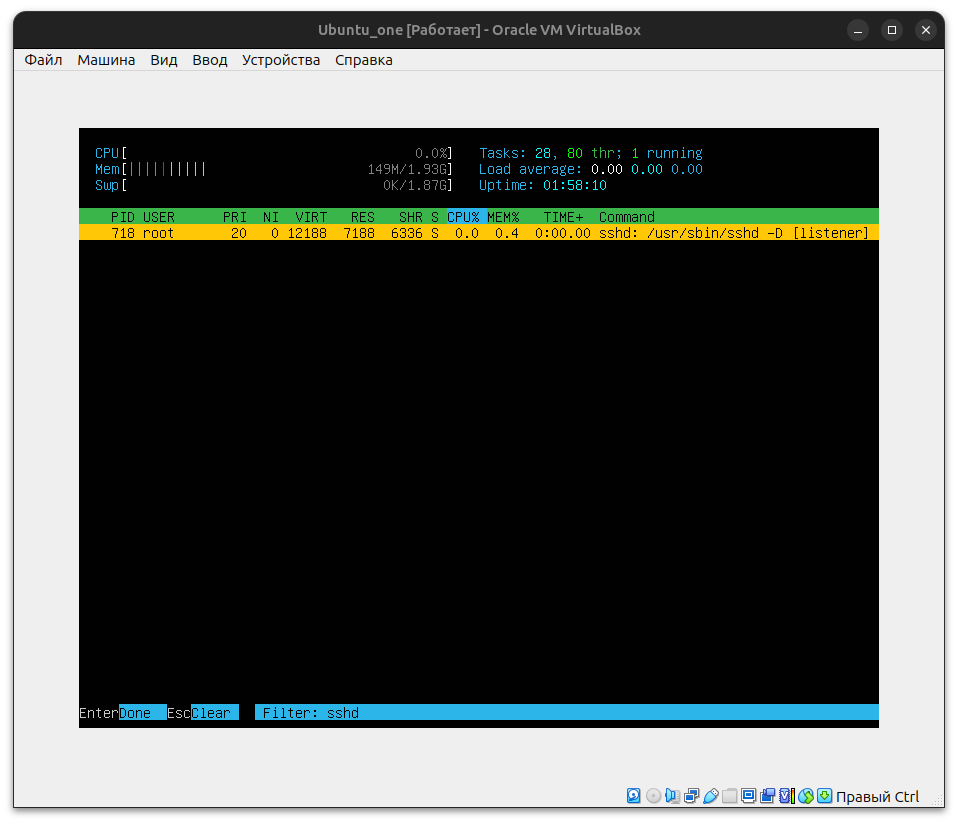 Ubuntu_one [Работает] - Oracle VM VirtualBox
Файл Машина Вид Ввод Устройства Справка
CPU[ 0.0%] Tasks: 28, 80 thr; 1 running
Mem[|||||||||| 149M/1.93G] Load average: 0.00 0.00 0.00
Swp[ 0K/1.87G] Uptime: 01:58:10
PID USER PRI NI VIRT RES SHR S CPU% MEM% TIME+ Command
718 root 20 0 12188 7188 6336 S 0.0 0.4 0:00.00 sshd: /usr/sbin/sshd -D [listener]
EnterDone EscClear Filter: sshd
Правый Ctrl